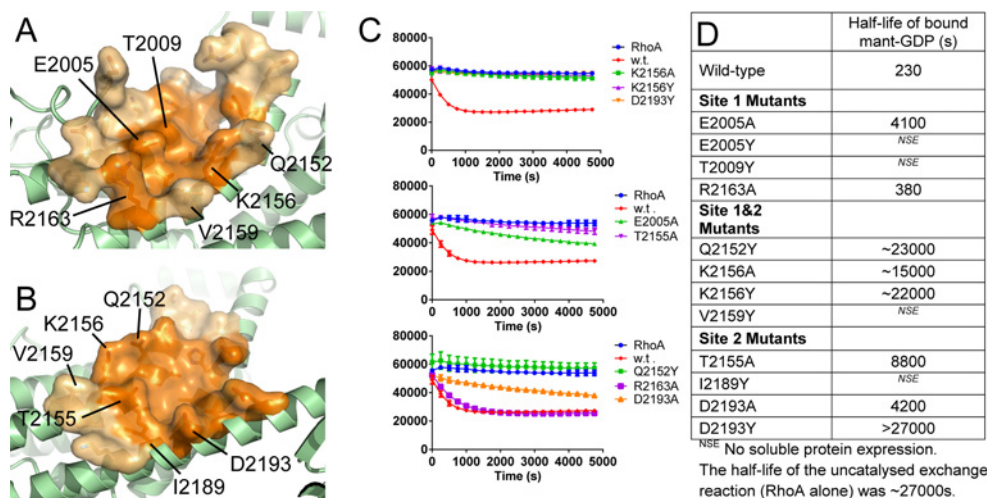 A
T2009
E2005
Q2152
K2156
R2163
V2159
B
Q2152
K2156
V2159
T2155
D2193
I2189
C
80000
60000
40000
20000
0
0 1000 2000 3000 4000 5000
Time (s)
RhoA
w.t.
K2156A
K2156Y
D2193Y
80000
60000
40000
20000
0
0 1000 2000 3000 4000 5000
Time (s)
RhoA
w.t .
E2005A
T2155A
80000
60000
40000
20000
0
0 1000 2000 3000 4000 5000
Time (s)
RhoA
w.t .
Q2152Y
R2163A
D2193A
D
Half-life of bound
mant-GDP (s)
Wild-type 230
Site 1 Mutants
E2005A 4100
E2005Y NSE
T2009Y NSE
R2163A 380
Site 1&2
Mutants
Q2152Y ~23000
K2156A ~15000
K2156Y ~22000
V2159Y NSE
Site 2 Mutants
T2155A 8800
I2189Y NSE
D2193A 4200
D2193Y >27000
NSE No soluble protein expression.
The half-life of the uncatalysed exchange
reaction (RhoA alone) was ~27000s.